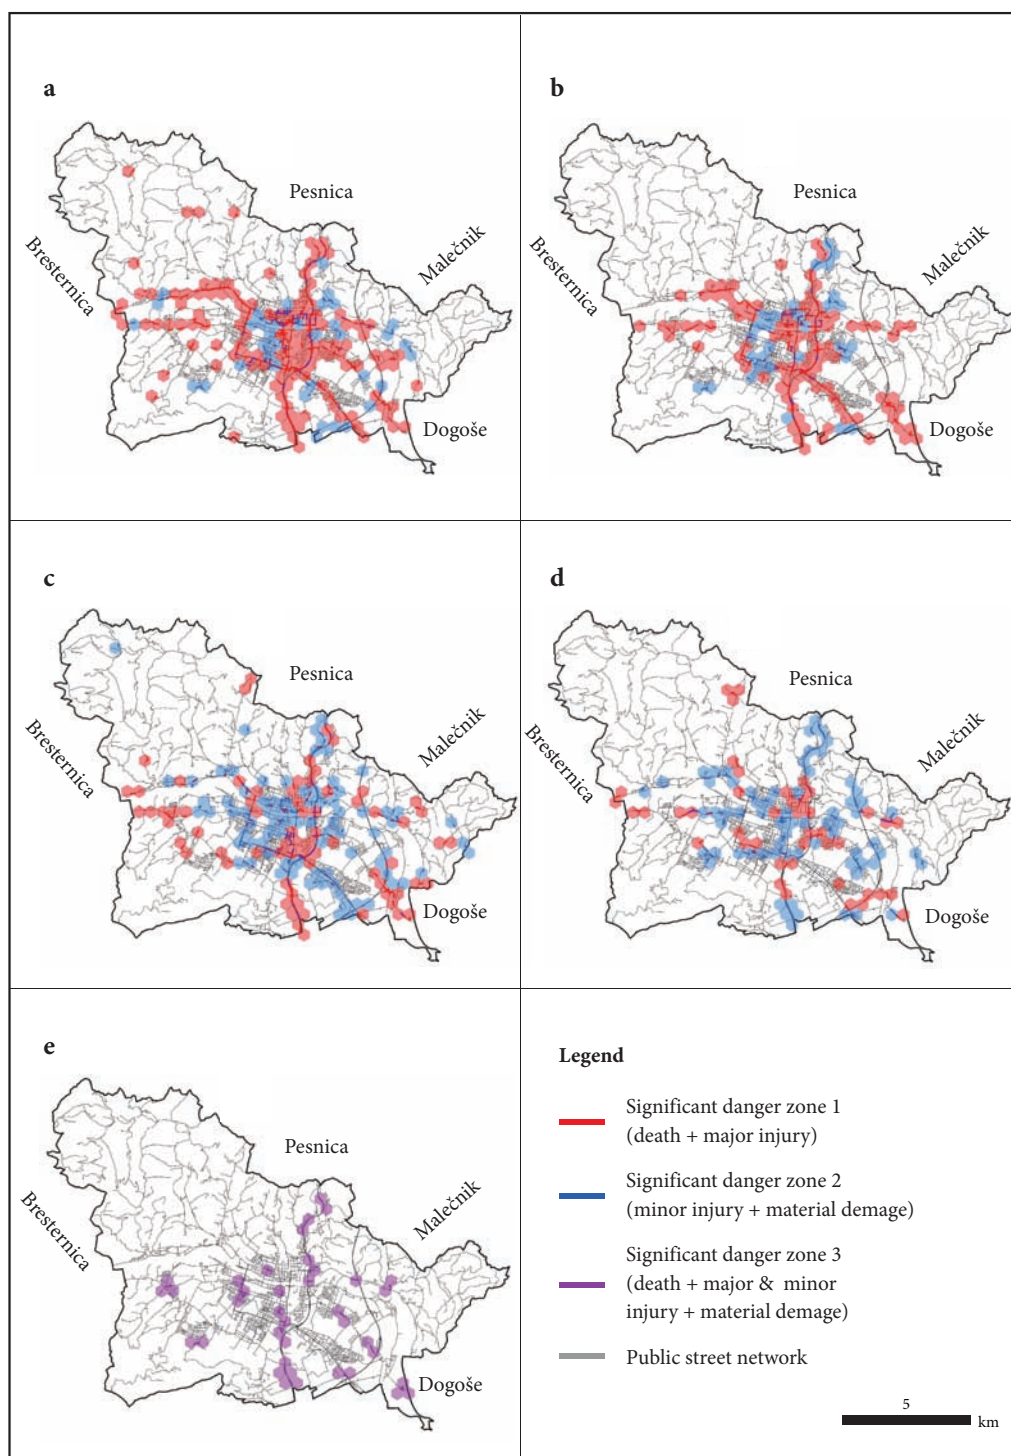 a
Pesnica
Bresternica
Malečnik
Dogoše
b
Pesnica
Bresternica
Malečnik
Dogoše
c
Pesnica
Bresternica
Malečnik
Dogoše
d
Pesnica
Bresternica
Malečnik
Dogoše
e
Pesnica
Bresternica
Malečnik
Dogoše
Legend
Significant danger zone 1
(death + major injury)
Significant danger zone 2
(minor injury + material demage)
Significant danger zone 3
(death + major & minor
injury + material demage)
Public street network
5
km